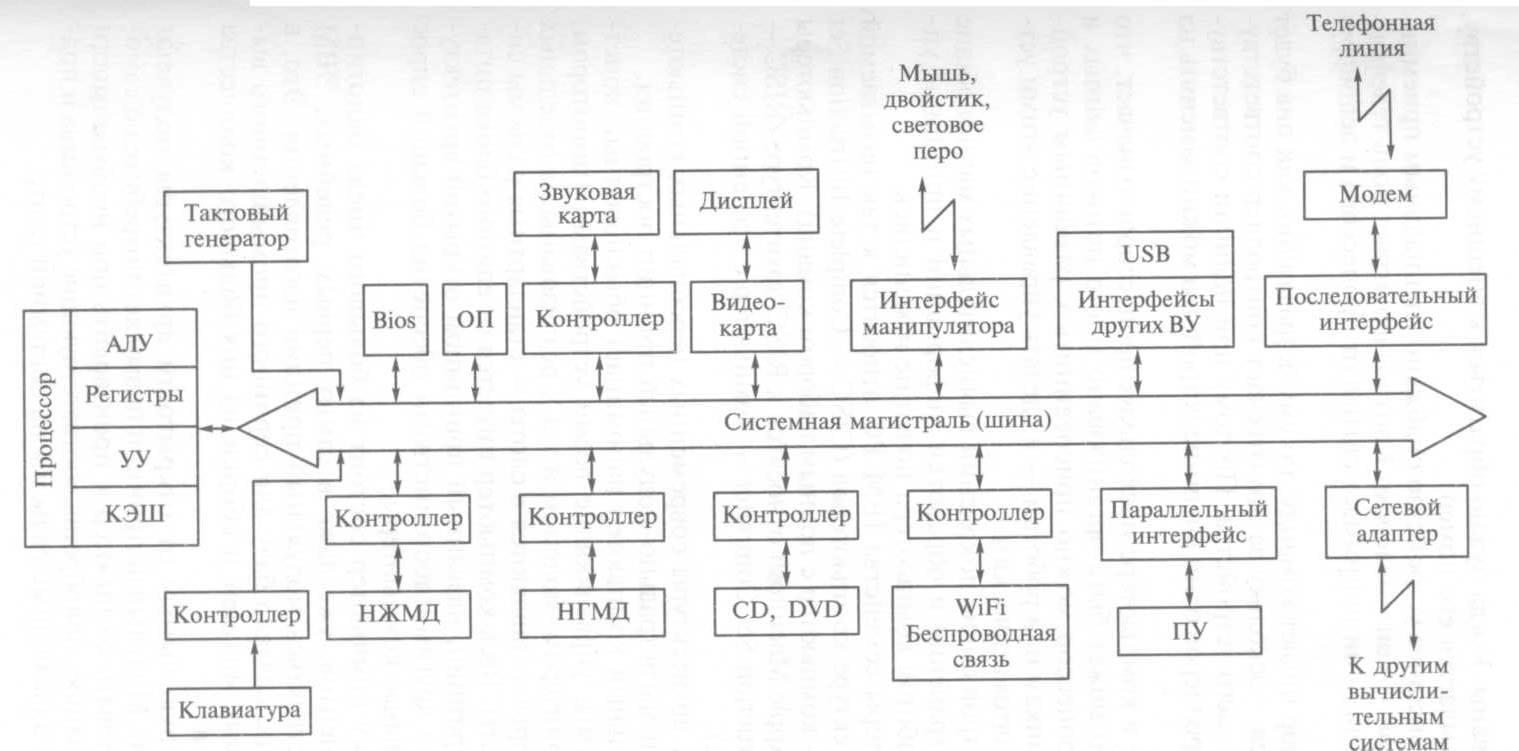 Телефонная
линия
Мышь,
двойстик,
световое
перо
Тактовый
генератор
Звуковая
карта
Дисплей
Модем
USB
Bios
ОП
Контроллер
Видео-
карта
Интерфейс
манипулятора
Интерфейсы
других ВУ
Последовательный
интерфейс
Процессор
АЛУ
Регистры
УУ
КЭШ
Системная магистраль (шина)
Контроллер
Контроллер
Контроллер
Контроллер
Параллельный
интерфейс
Сетевой
адаптер
Контроллер
НЖМД
НГМД
CD, DVD
WiFi
Беспроводная
связь
ПУ
Клавиатура
К другим
вычисли-
тельным
системам